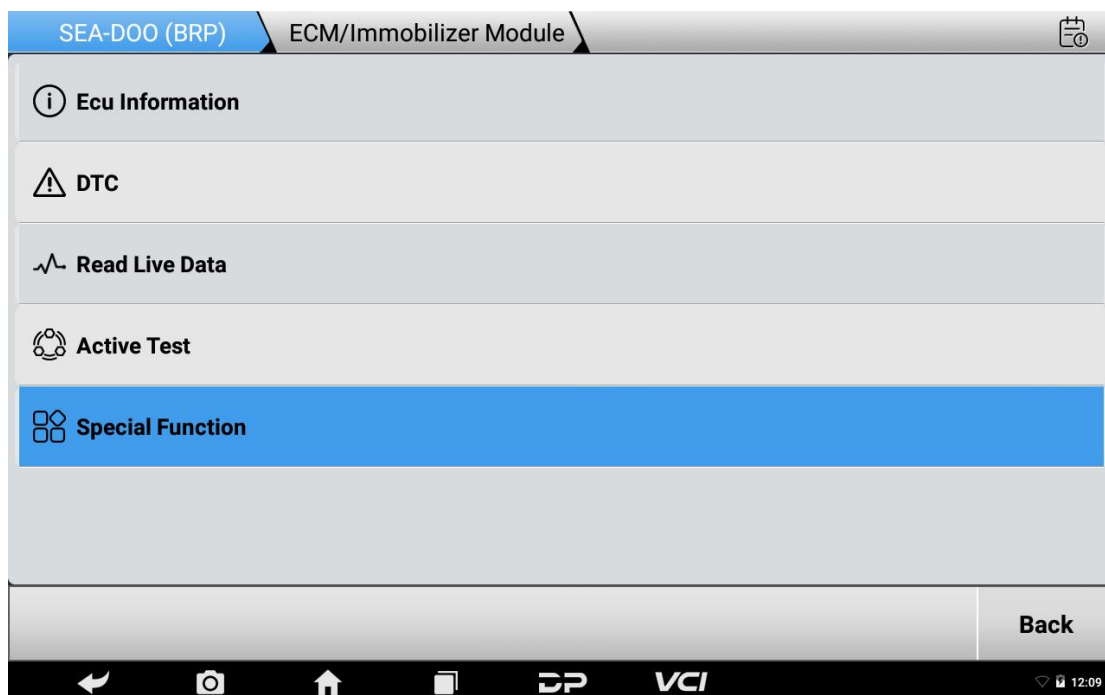 SEA-DOO (BRP)
ECM/Immobilizer Module
Ecu Information
DTC
Read Live Data
Active Test
Special Function
Back
DP
VCI
12:09